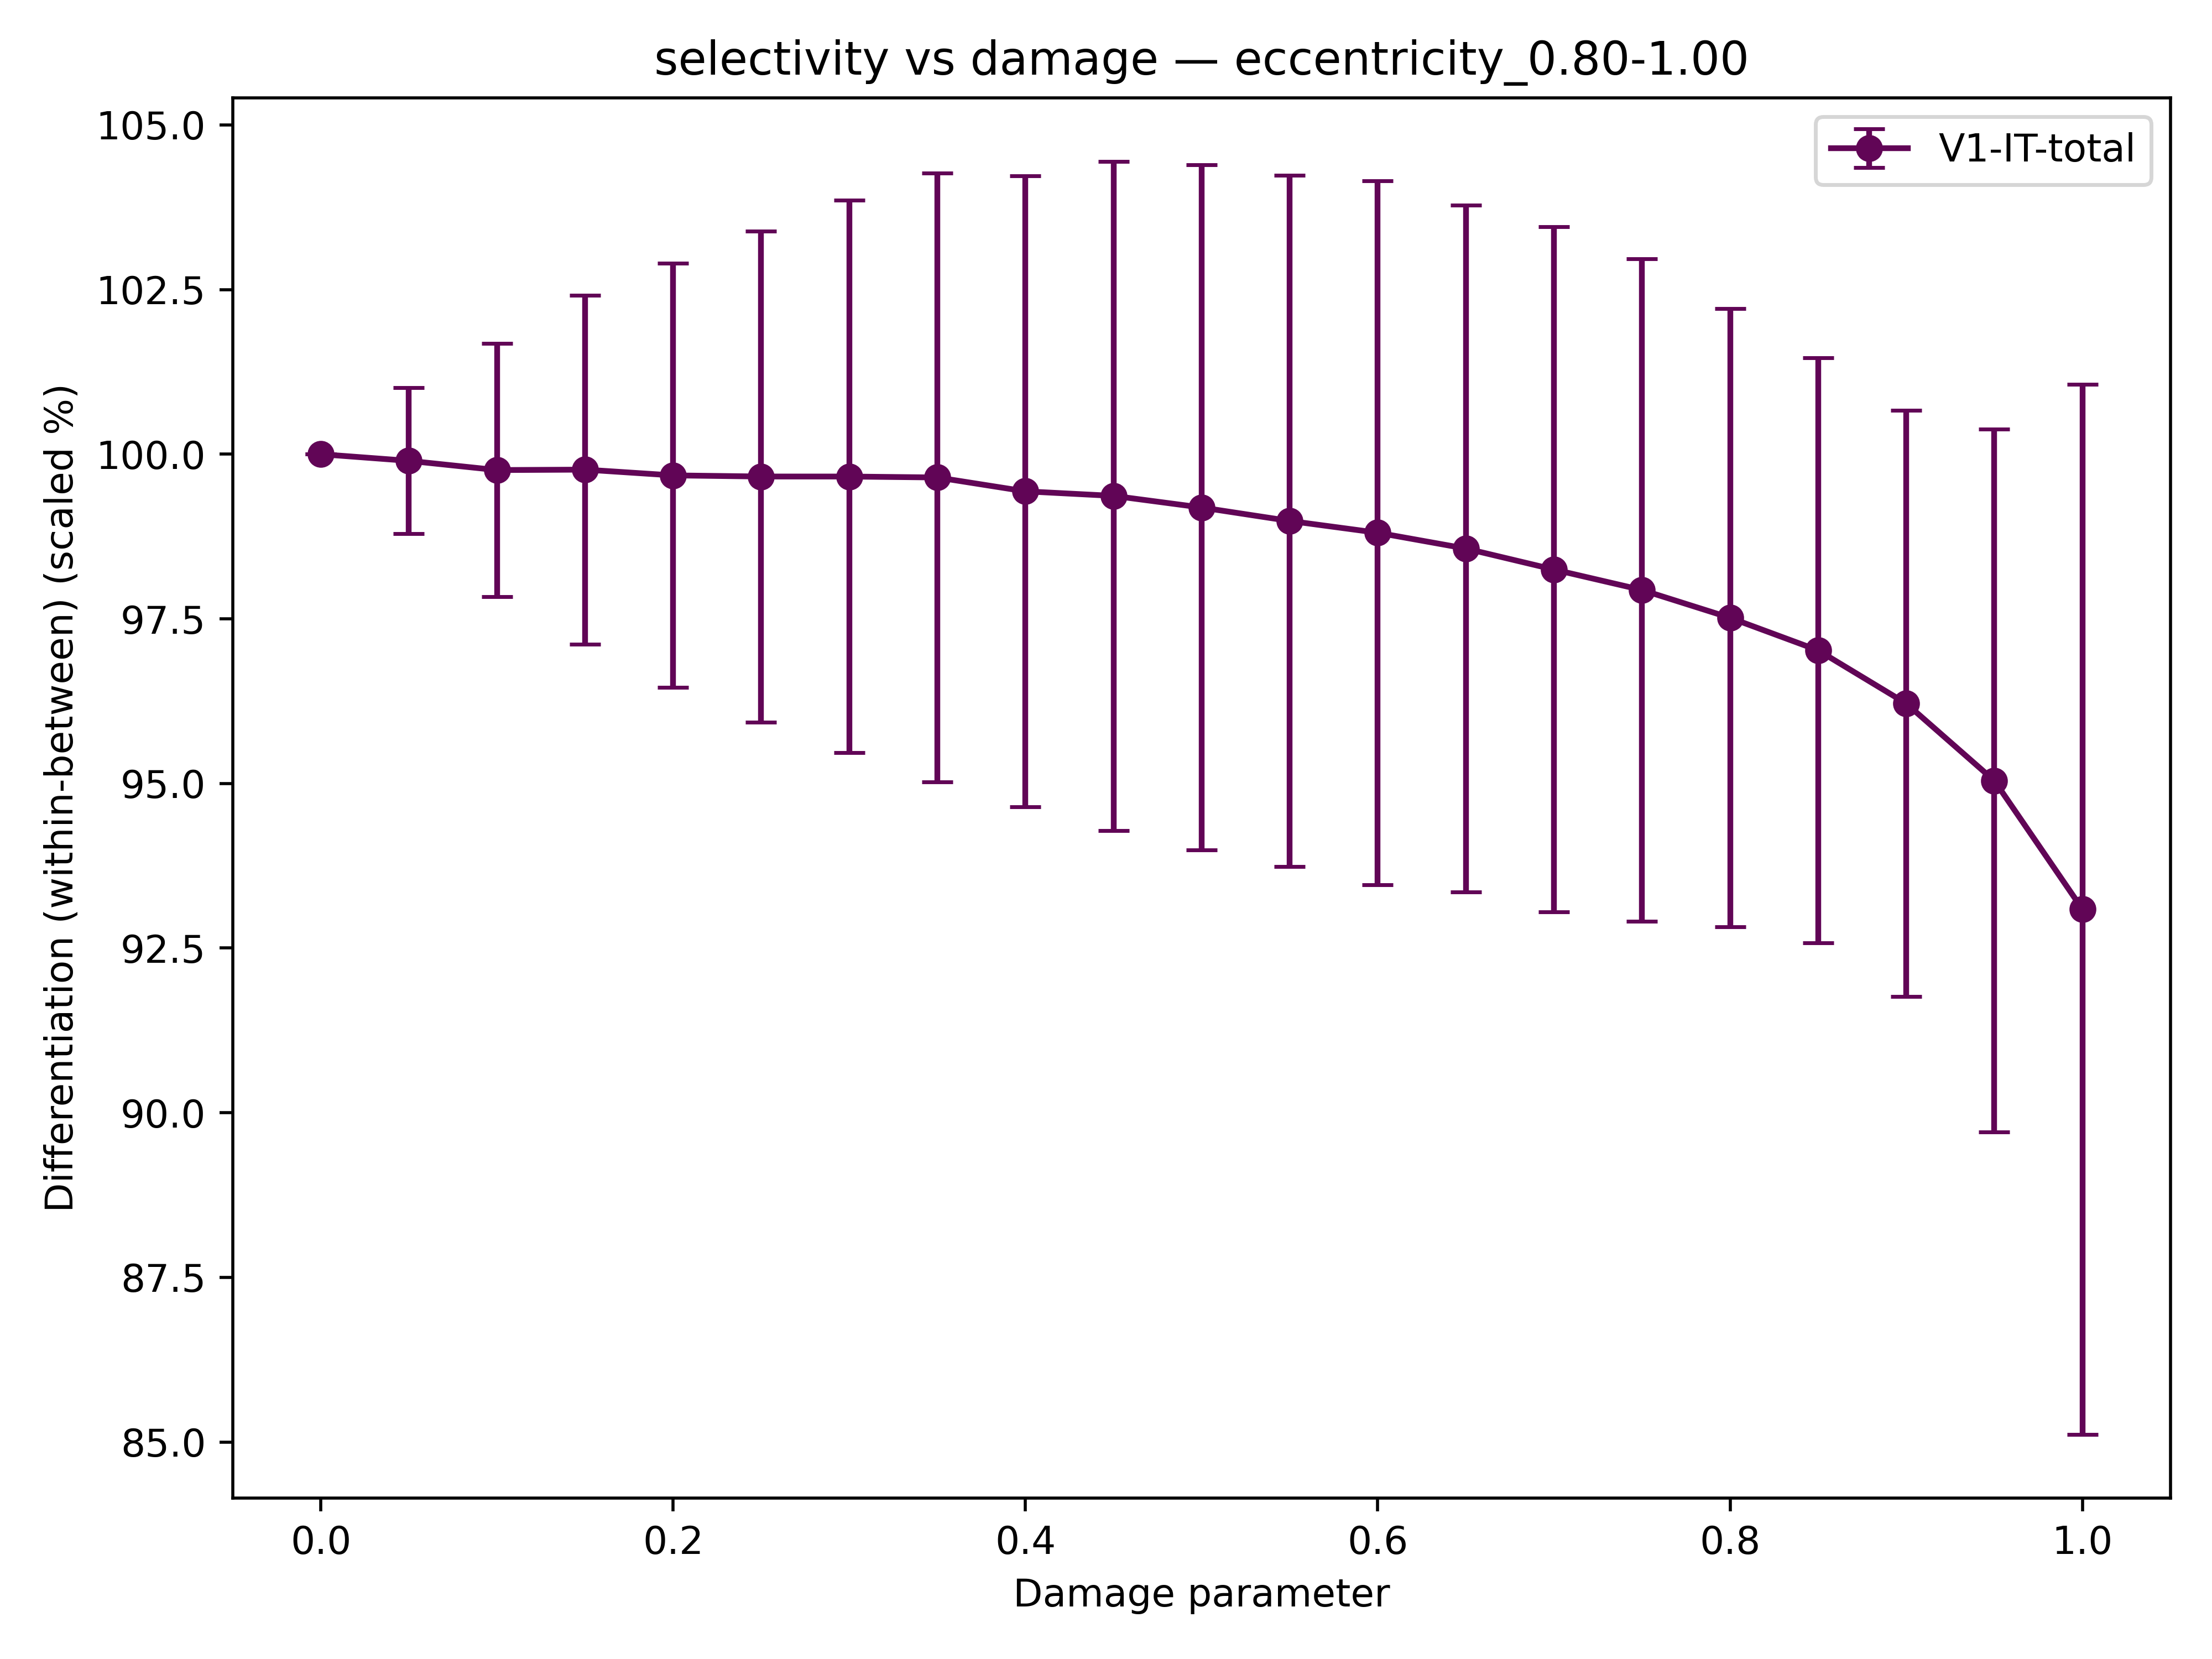 selectivity vs damage — eccentricity_0.80-1.00
V1-IT-total
Differentiation (within-between) (scaled %)
105.0
102.5
100.0
97.5
95.0
92.5
90.0
87.5
85.0
0.0 0.2 0.4 0.6 0.8 1.0
Damage parameter